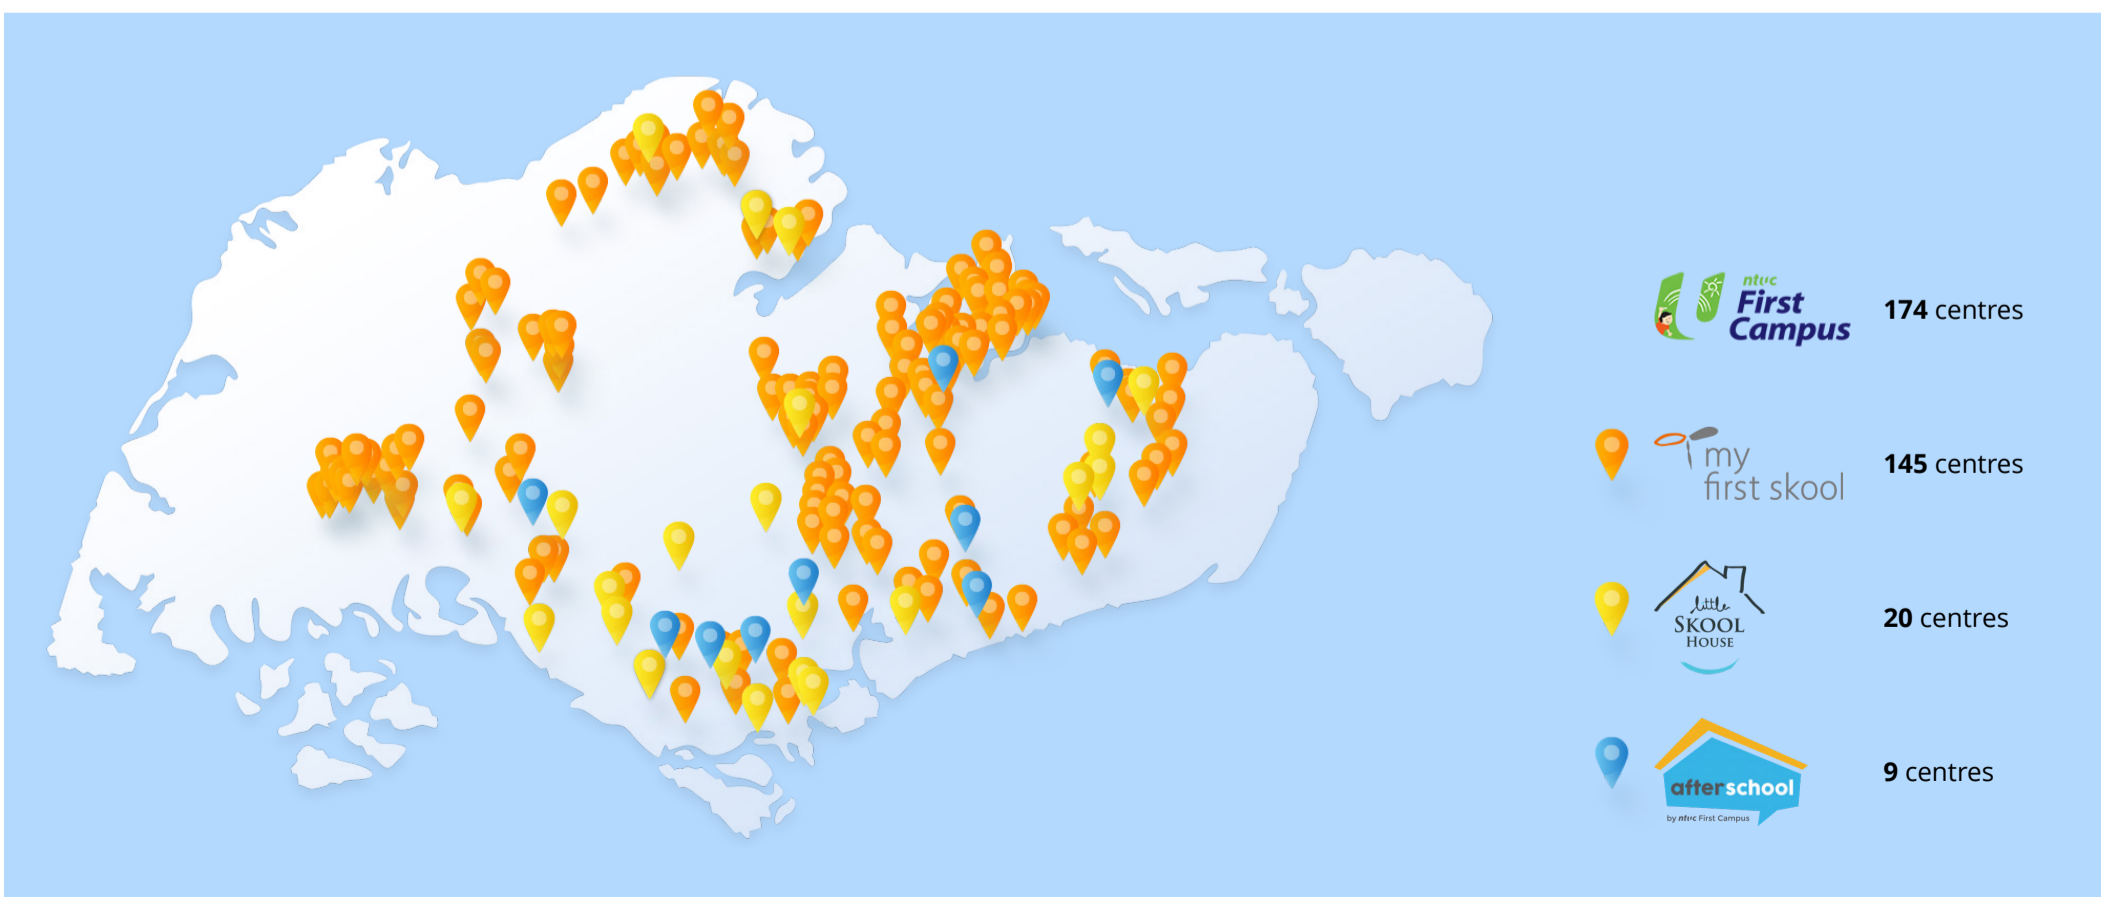 ntuc
First
Campus
174 centres
my
first skool
145 centres
little
SKOOL
HOUSE
20 centres
afterschool
by ntuc First Campus
9 centres